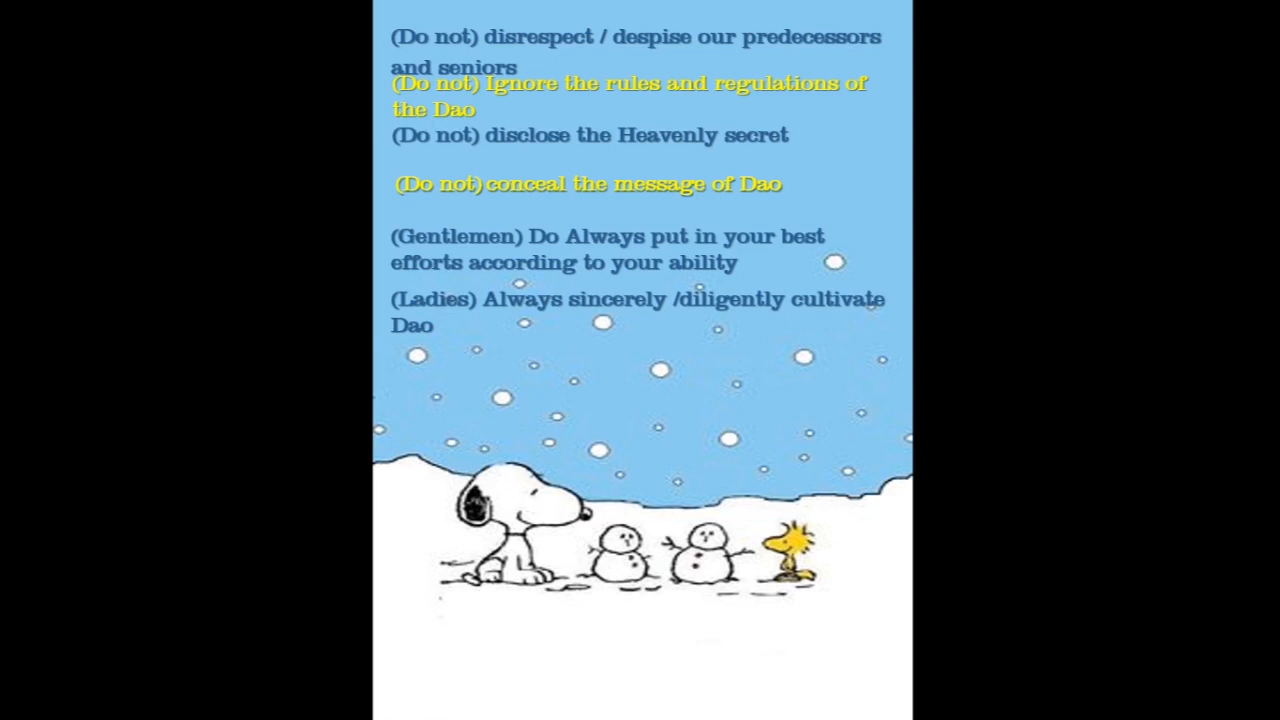 (Do not) disrespect / despise our predecessors
and seniors
(Do not) Ignore the rules and regulations of
the Dao
(Do not) disclose the Heavenly secret
(Do not) conceal the message of Dao
(Gentlemen) Do Always put in your best
efforts according to your ability
(Ladies) Always sincerely /diligently cultivate
Dao